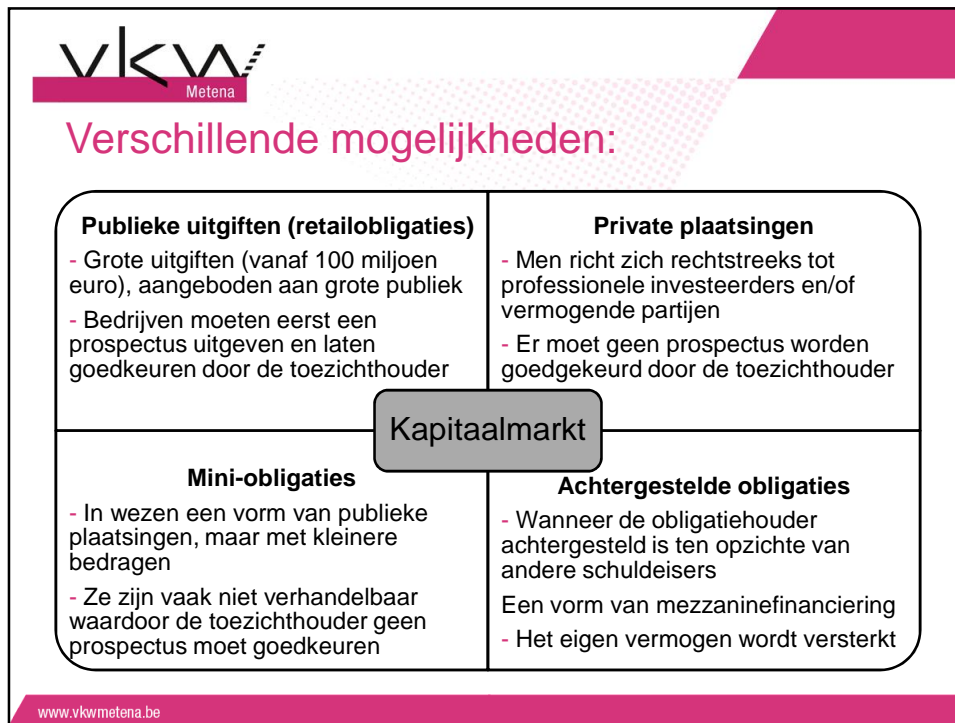 vkw
Metena
Verschillende mogelijkheden:
Publieke uitgiften (retailobligaties)
- Grote uitgiften (vanaf 100 miljoen
euro), aangeboden aan grote publiek
- Bedrijven moeten eerst een
prospectus uitgeven en laten
goedkeuren door de toezichthouder
Private plaatsingen
- Men richt zich rechtstreeks tot
professionele investeerders en/of
vermogende partijen
- Er moet geen prospectus worden
goedgekeurd door de toezichthouder
Kapitaalmarkt
Mini-obligaties
- In wezen een vorm van publieke
plaatsingen, maar met kleinere
bedragen
- Ze zijn vaak niet verhandelbaar
waardoor de toezichthouder geen
prospectus moet goedkeuren
Achtergestelde obligaties
- Wanneer de obligatiehouder
achtergesteld is ten opzichte van
andere schuldeisers
Een vorm van mezzaninefinanciering
- Het eigen vermogen wordt versterkt
www.vkwmetena.be